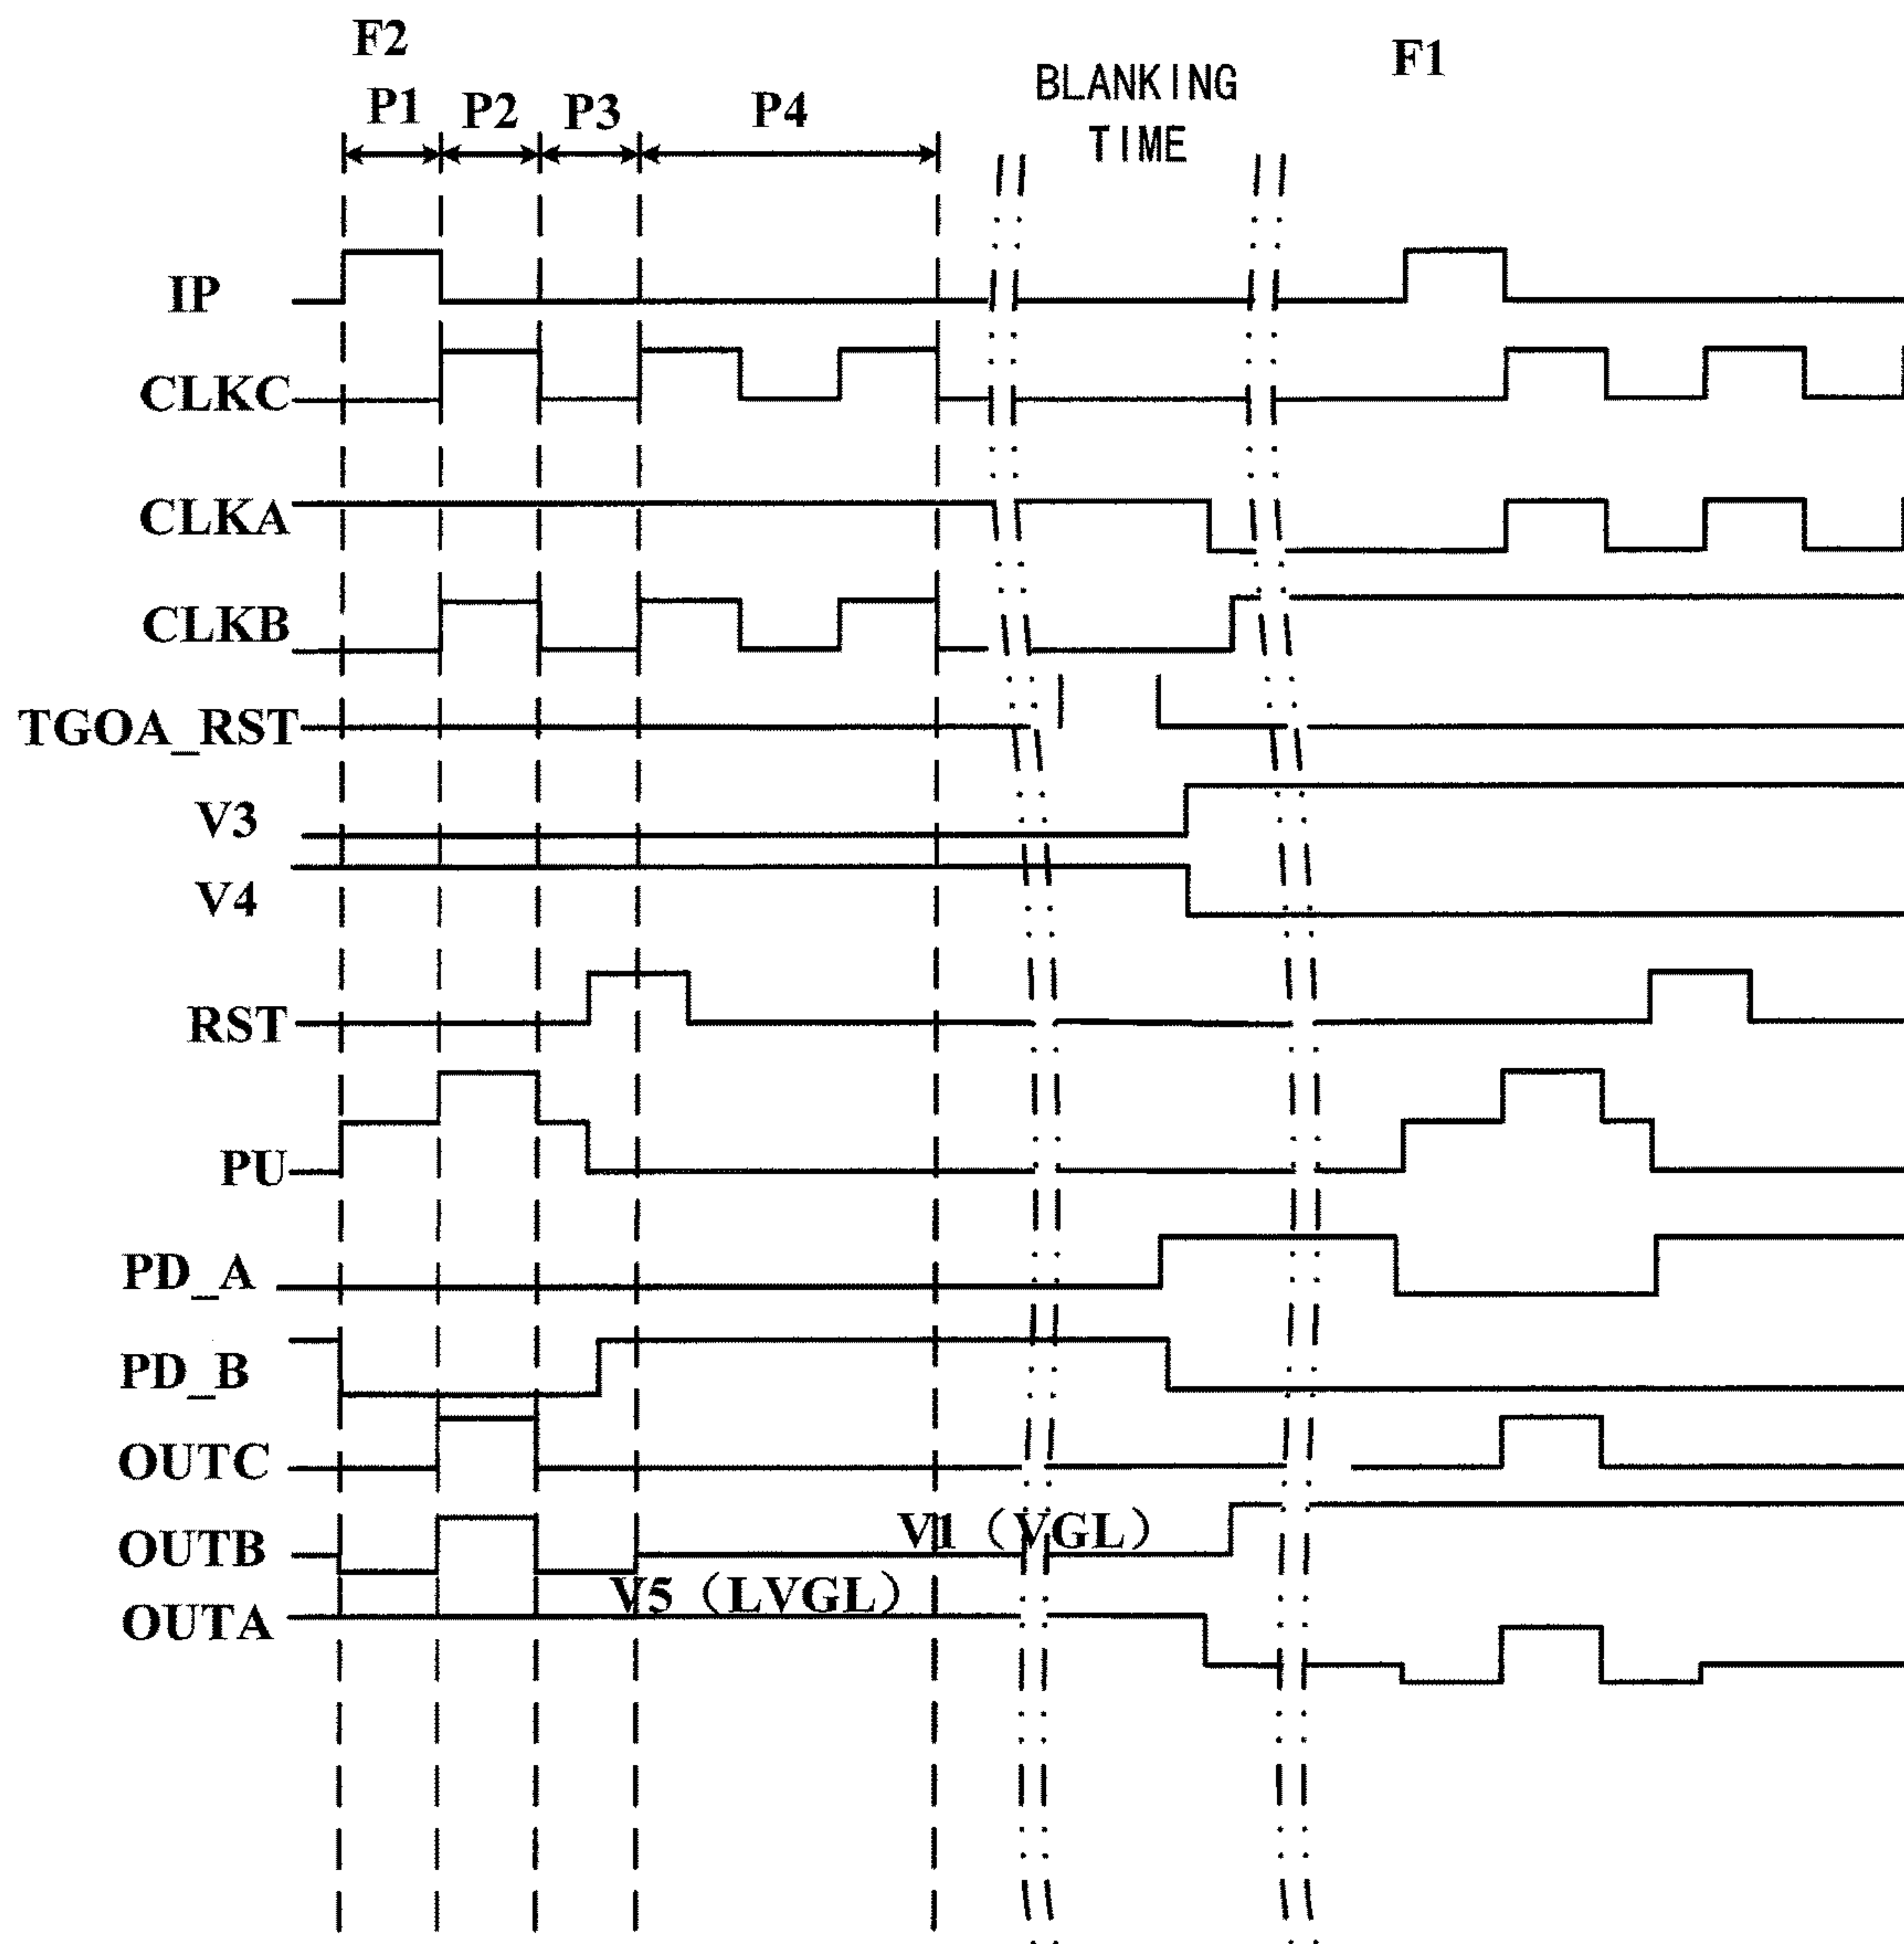 F2
F1
BLANKING
TIME
P1
P2
P3
P4
IP
CLKC
CLKA
CLKB
TGOA_RST
V3
V4
RST
PU
PD_A
PD_B
OUTC
OUTB
V1（VGL）
V5（LVGL）
OUTA